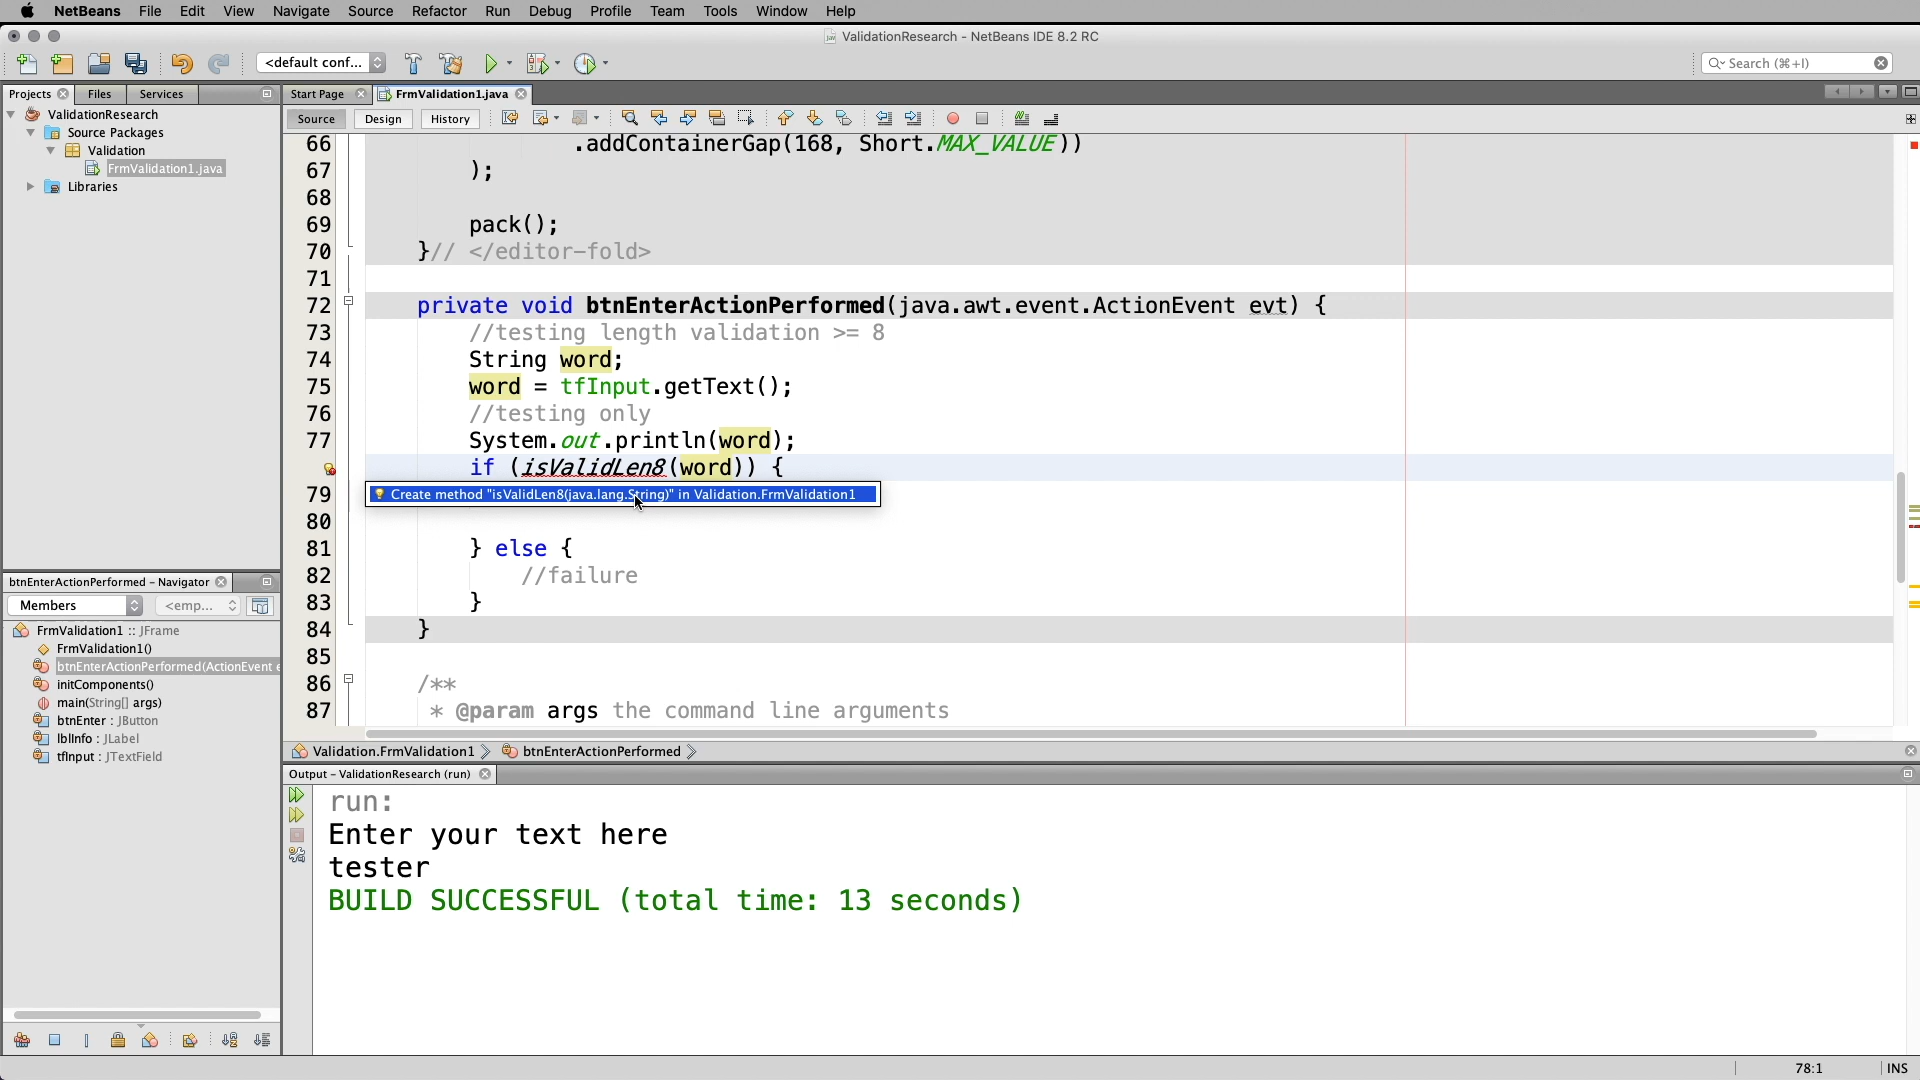 NetBeans File Edit View Navigate Source Refactor Run Debug Profile Team Tools Window Help
ValidationResearch - NetBeans IDE 8.2 RC
<default conf...
Search (⌘+I)
Projects Files Services
Start Page FrmValidation1.java
ValidationResearch
Source Packages
Validation
FrmValidation1.java
Libraries
Source Design History
66 .addContainerGap(168, Short.MAX_VALUE))
67 );
68
69 pack();
70 }// </editor-fold>
71
72 private void btnEnterActionPerformed(java.awt.event.ActionEvent evt) {
73 //testing length validation >= 8
74 String word;
75 word = tfInput.getText();
76 //testing only
77 System.out.println(word);
if (isValidLen8(word)) {
79 Create method "isValidLen8(java.lang.String)" in Validation.FrmValidation1
80
81 } else {
82 //failure
83 }
84 }
85
86 /**
87 * @param args the command line arguments
btnEnterActionPerformed - Navigator
Members <emp...
FrmValidation1 :: JFrame
FrmValidation1()
btnEnterActionPerformed(ActionEvent e
initComponents()
main(String[] args)
btnEnter : JButton
lblInfo : JLabel
tfInput : JTextField
Validation.FrmValidation1 btnEnterActionPerformed
Output - ValidationResearch (run)
run:
Enter your text here
tester
BUILD SUCCESSFUL (total time: 13 seconds)
78:1 INS